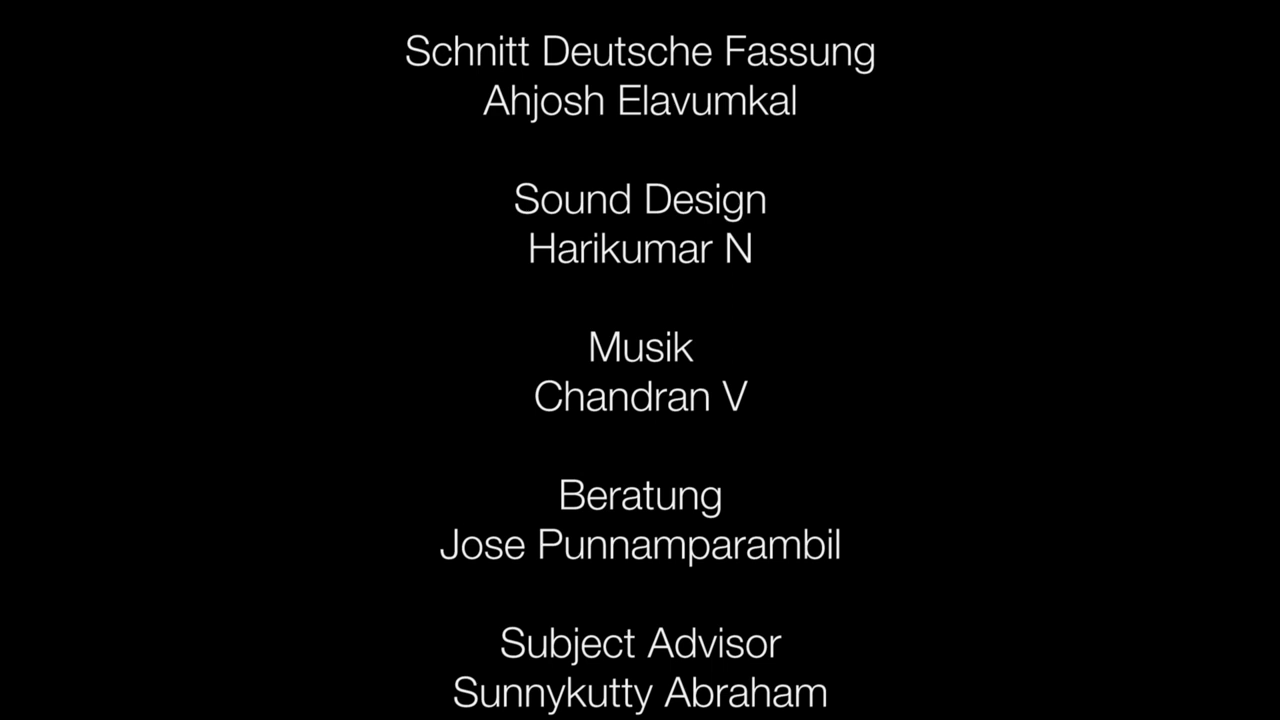 Schnitt Deutsche Fassung
Ahjosh Elavumkal
Sound Design
Harikumar N
Musik
Chandran V
Beratung
Jose Punnamparambil
Subject Advisor
Sunnykutty Abraham